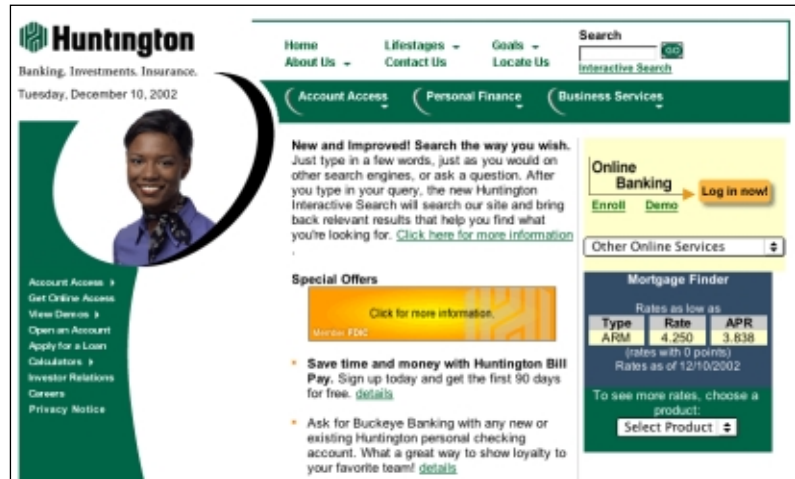 Huntington
Banking. Investments. Insurance.
Tuesday, December 10, 2002
Home
Lifestages
Goals
About Us
Contact Us
Locate Us
Search
GO
Interactive Search
Account Access
Personal Finance
Business Services
Account Access
Get Online Access
View Demos
Open an Account
Apply for a Loan
Calculators
Investor Relations
Careers
Privacy Notice
New and Improved! Search the way you wish.
Just type in a few words, just as you would on
other search engines, or ask a question. After
you type in your query, the new Huntington
Interactive Search will search our site and bring
back relevant results that help you find what
you're looking for. Click here for more information
.
Special Offers
Click for more information.
Member FDIC
Save time and money with Huntington Bill
Pay. Sign up today and get the first 90 days
for free. details
Ask for Buckeye Banking with any new or
existing Huntington personal checking
account. What a great way to show loyalty to
your favorite team! details
Online
Banking
Log in now!
Enroll Demo
Other Online Services
Mortgage Finder
Rates as low as
Type Rate APR
ARM 4.250 3.838
(rates with 0 points)
Rates as of 12/10/2002
To see more rates, choose a
product:
Select Product